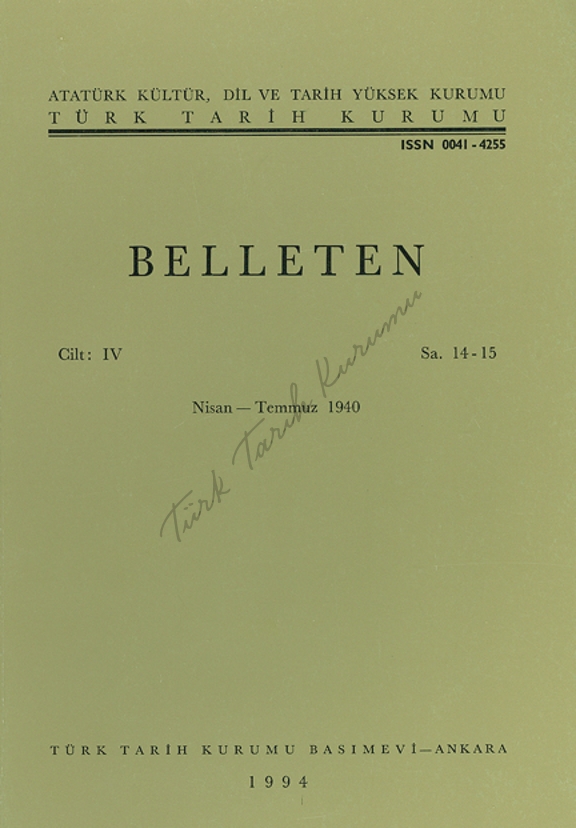 ATATÜRK KÜLTÜR, DİL VE TARİH YÜKSEK KURUMU
TÜRK TARİH KURUMU
ISSN 0041-4255
BELLETEN
Cilt: IV Sa. 14-15
Nisan — Temmuz 1940
Türk Tarih Kurumu
TÜRK TARİH KURUMU BASIMEVİ—ANKARA
1994